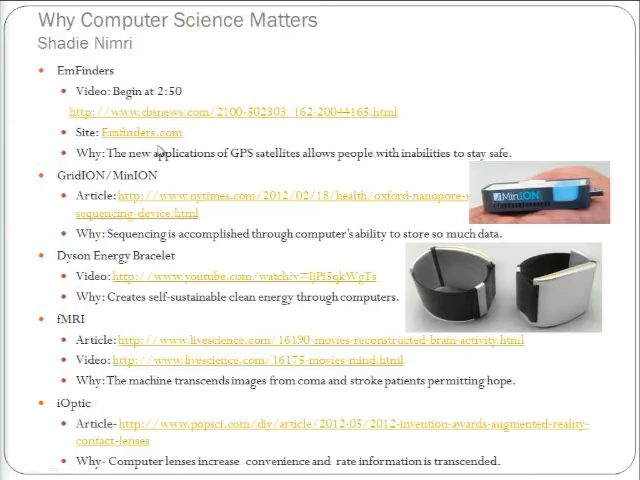 Why Computer Science Matters
Shadie Nimri
EmFinders
Video: Begin at 2:50
http://www.cbsnews.com/2100-502303_162-20044165.html
Site: Emfinders.com
Why: The new applications of GPS satellites allows people with inabilities to stay safe.
GridION/MinION
Article: http://www.nytimes.com/2012/02/18/health/oxford-nanopore-
sequencing-device.html
MinION
Why: Sequencing is accomplished through computer's ability to store so much data.
Dyson Energy Bracelet
Video: http://www.youtube.com/watch?v=IjPi5qkWgTs
Why: Creates self-sustainable clean energy through computers.
fMRI
Article: http://www.livescience.com/16190-movies-reconstructed-brain-activity.html
Video: http://www.livescience.com/16175-movies-mind.html
Why: The machine transcends images from coma and stroke patients permitting hope.
iOptic
Article- http://www.popsci.com/diy/article/2012-05/2012-invention-awards-augmented-reality-
contact-lenses
Why- Computer lenses increase convenience and rate information is transcended.